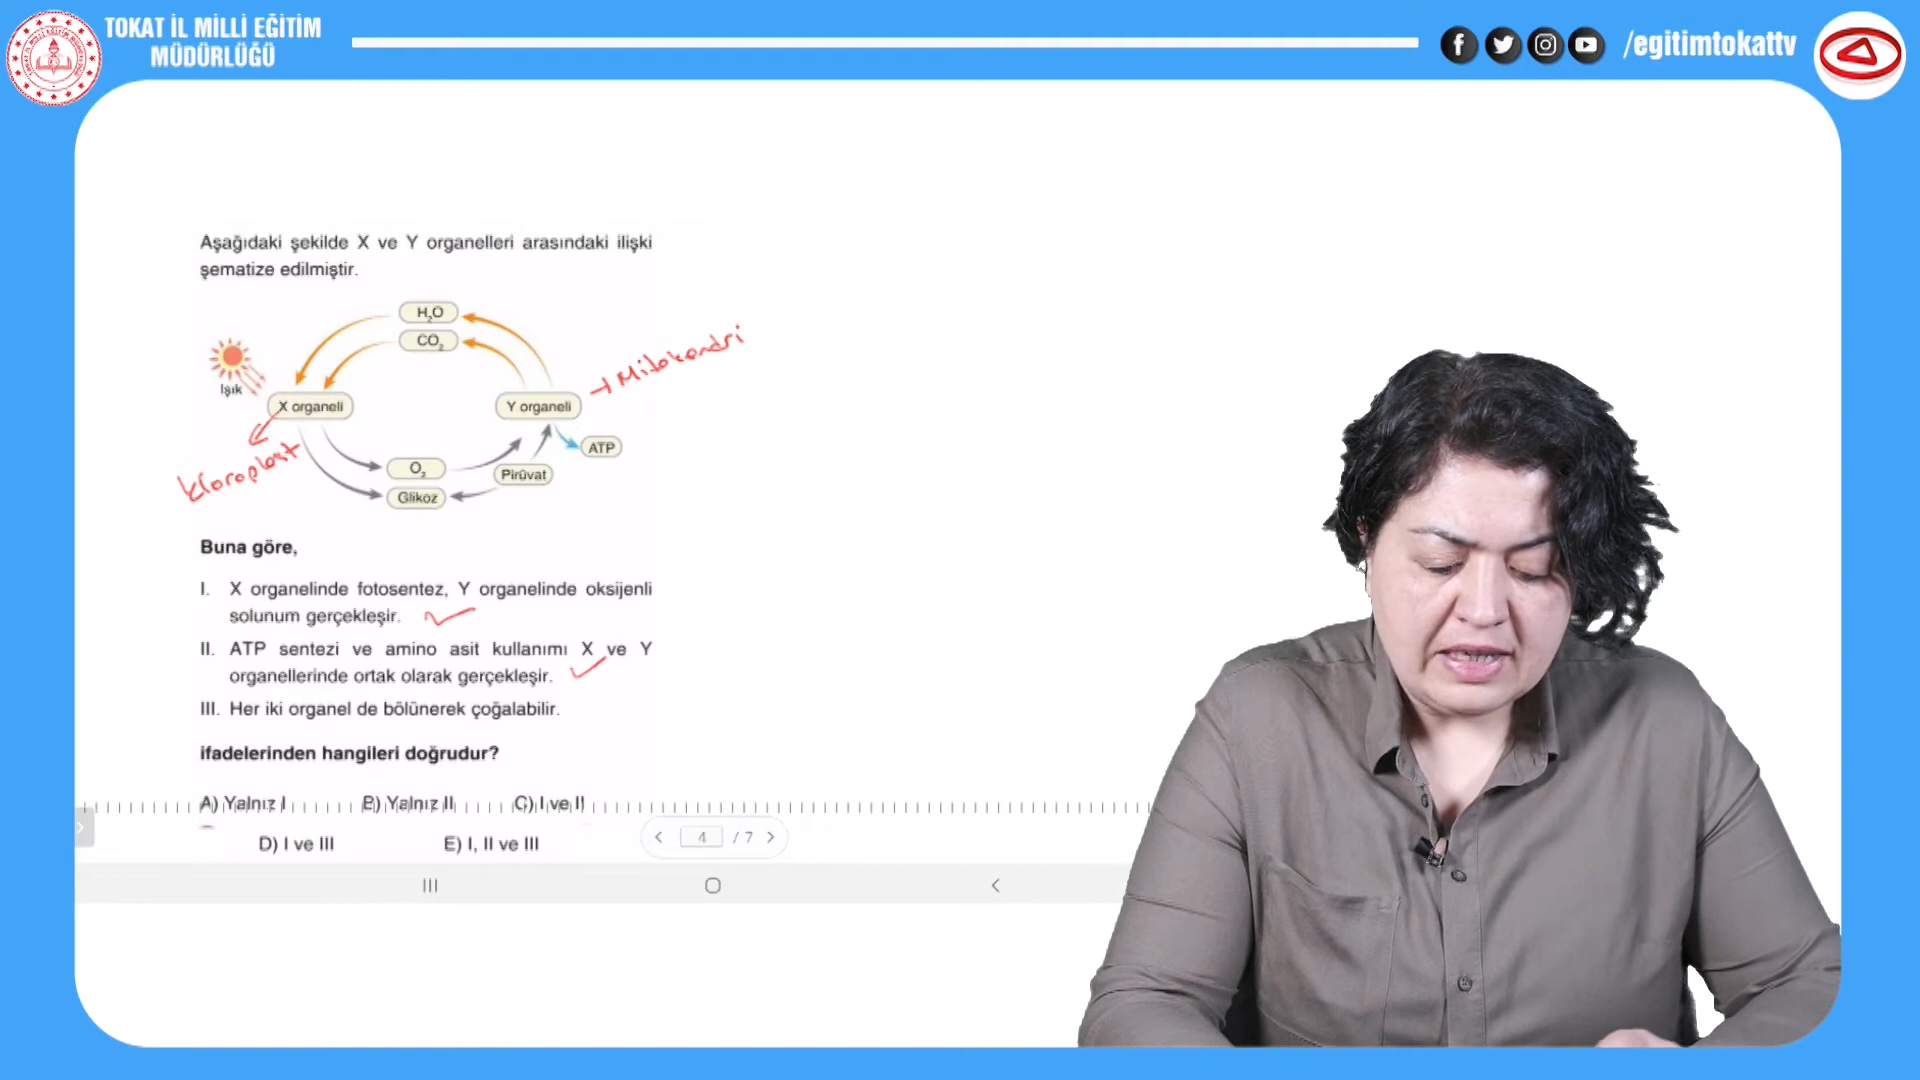 TOKAT İL MİLLİ EĞİTİM
MÜDÜRLÜĞÜ
/egitimtokattv
Aşağıdaki şekilde X ve Y organelleri arasındaki ilişki
şematize edilmiştir.
H₂O
CO₂
Işık
→ Mitokondri
X organeli
Y organeli
ATP
kloroplast
O₂
Pirüvat
Glikoz
Buna göre,
I. X organelinde fotosentez, Y organelinde oksijenli
solunum gerçekleşir.
II. ATP sentezi ve amino asit kullanımı X ve Y
organellerinde ortak olarak gerçekleşir.
III. Her iki organel de bölünerek çoğalabilir.
ifadelerinden hangileri doğrudur?
A) Yalnız I B) Yalnız II C) I ve II
4 / 7
D) I ve III E) I, II ve III